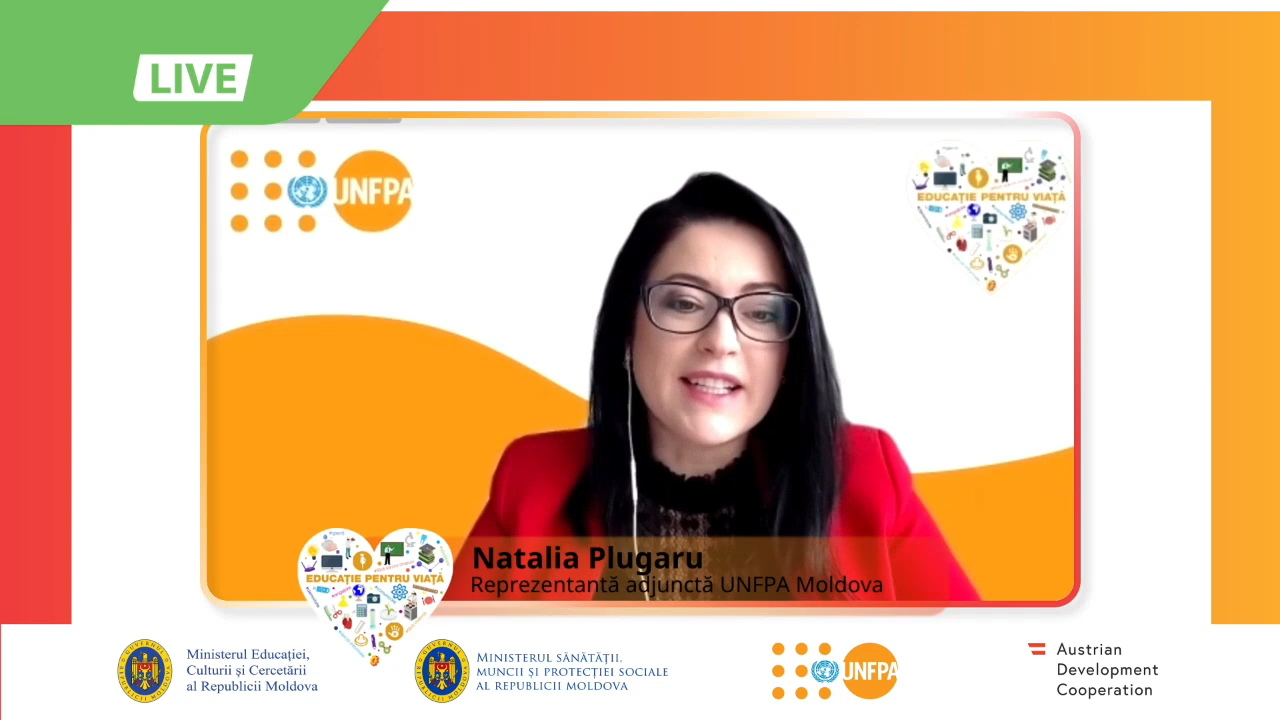 LIVE
UNFPA
EDUCAȚIE PENTRU VIAȚĂ
Natalia Plugaru
Reprezentantă adjunctă UNFPA Moldova
EDUCAȚIE PENTRU VIAȚĂ
Ministerul Educației,
Culturii și Cercetării
al Republicii Moldova
MINISTERUL SĂNĂTĂȚII,
MUNCII ȘI PROTECȚIEI SOCIALE
AL REPUBLICII MOLDOVA
UNFPA
Austrian
Development
Cooperation